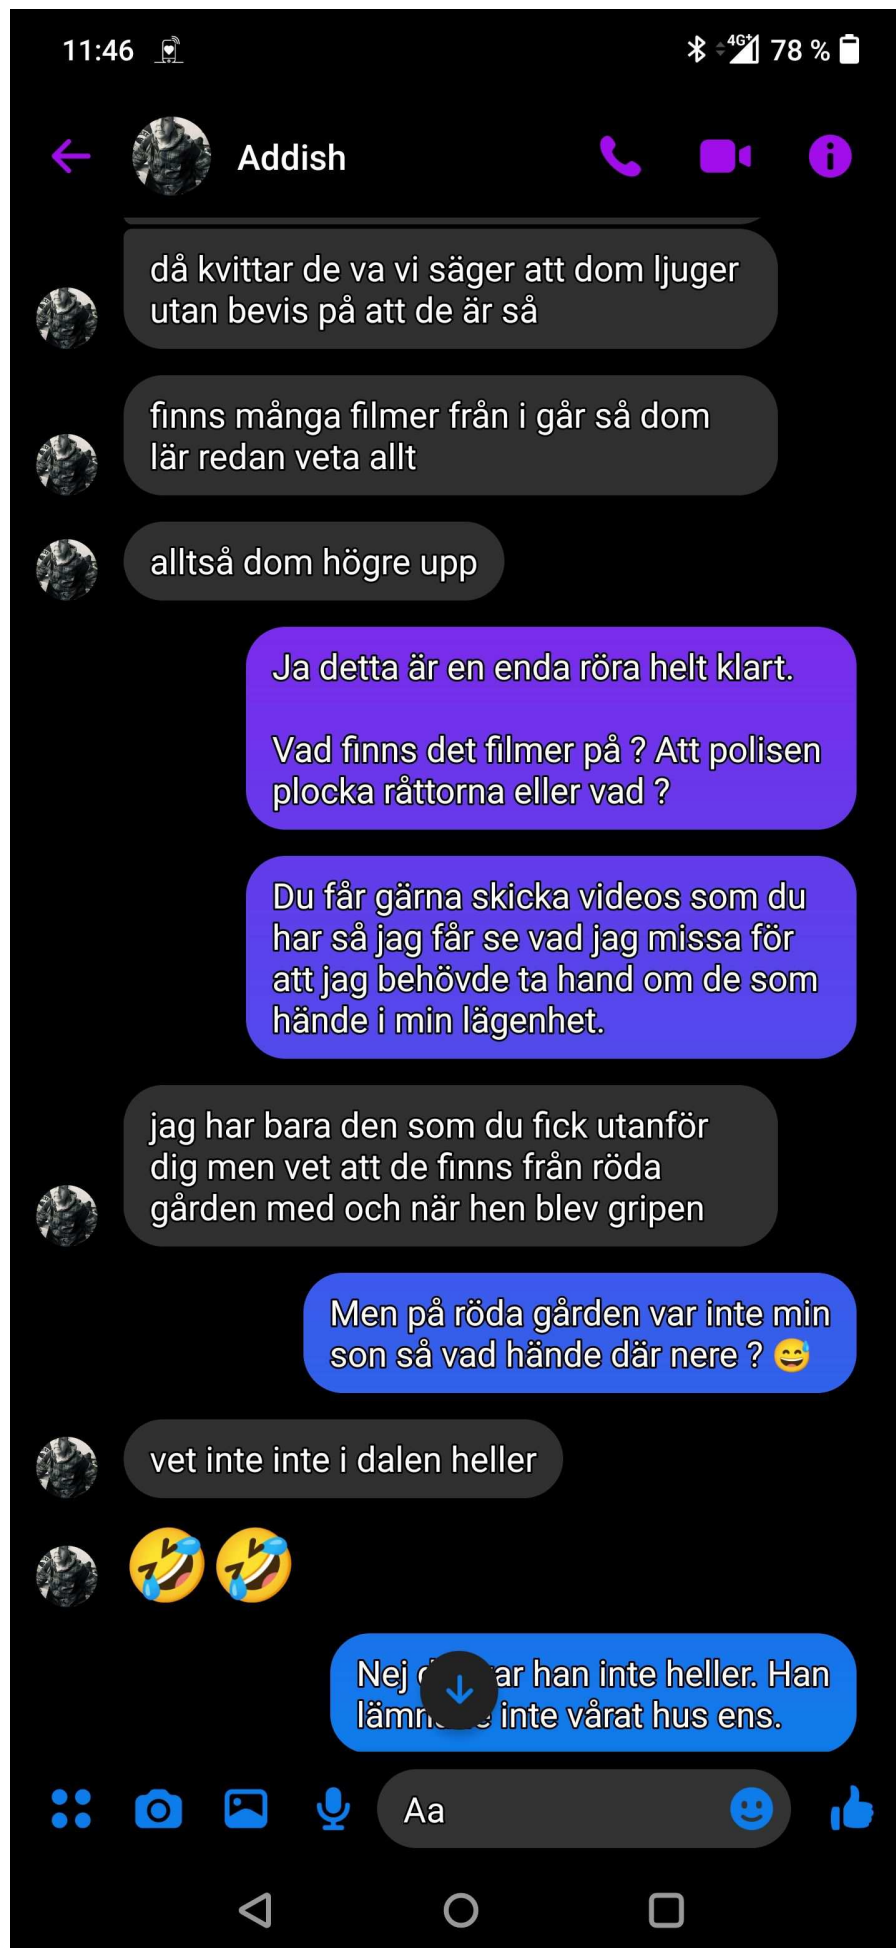 11:46
4G+ 78 %
Addish
då kvittar de va vi säger att dom ljuger
utan bevis på att de är så
finns många filmer från i går så dom
lär redan veta allt
alltså dom högre upp
Ja detta är en enda röra helt klart.
Vad finns det filmer på ? Att polisen
plocka råttorna eller vad ?
Du får gärna skicka videos som du
har så jag får se vad jag missa för
att jag behövde ta hand om de som
hände i min lägenhet.
jag har bara den som du fick utanför
dig men vet att de finns från röda
gården med och när hen blev gripen
Men på röda gården var inte min
son så vad hände där nere ? 😅
vet inte inte i dalen heller
🤣🤣
Nej han inte heller. Han
inte vårat hus ens.
Aa